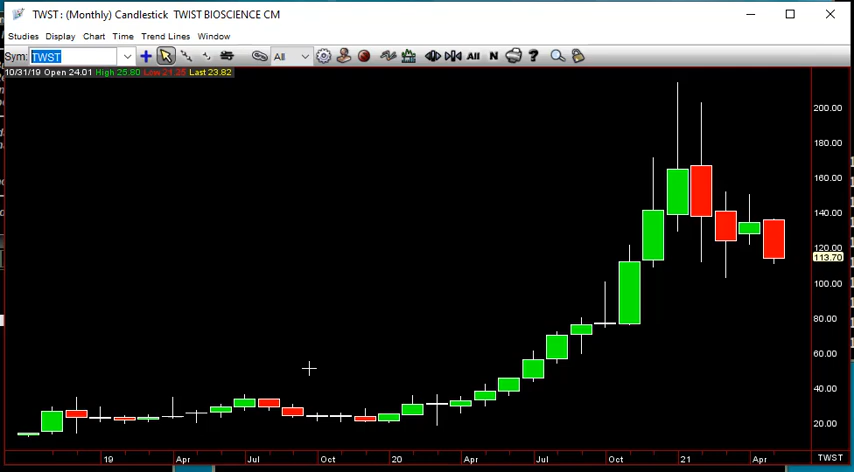 TWST: (Monthly) Candlestick TWIST BIOSCIENCE CM
Studies Display Chart Time Trend Lines Window
Sym: TWST All All N ?
10/31/19 Open 24.01 High 25.80 Low 21.25 Last 23.82
200.00
180.00
160.00
140.00
120.00
113.70
100.00
80.00
60.00
40.00
20.00
19 Apr Jul Oct 20 Apr Jul Oct 21 Apr TWST